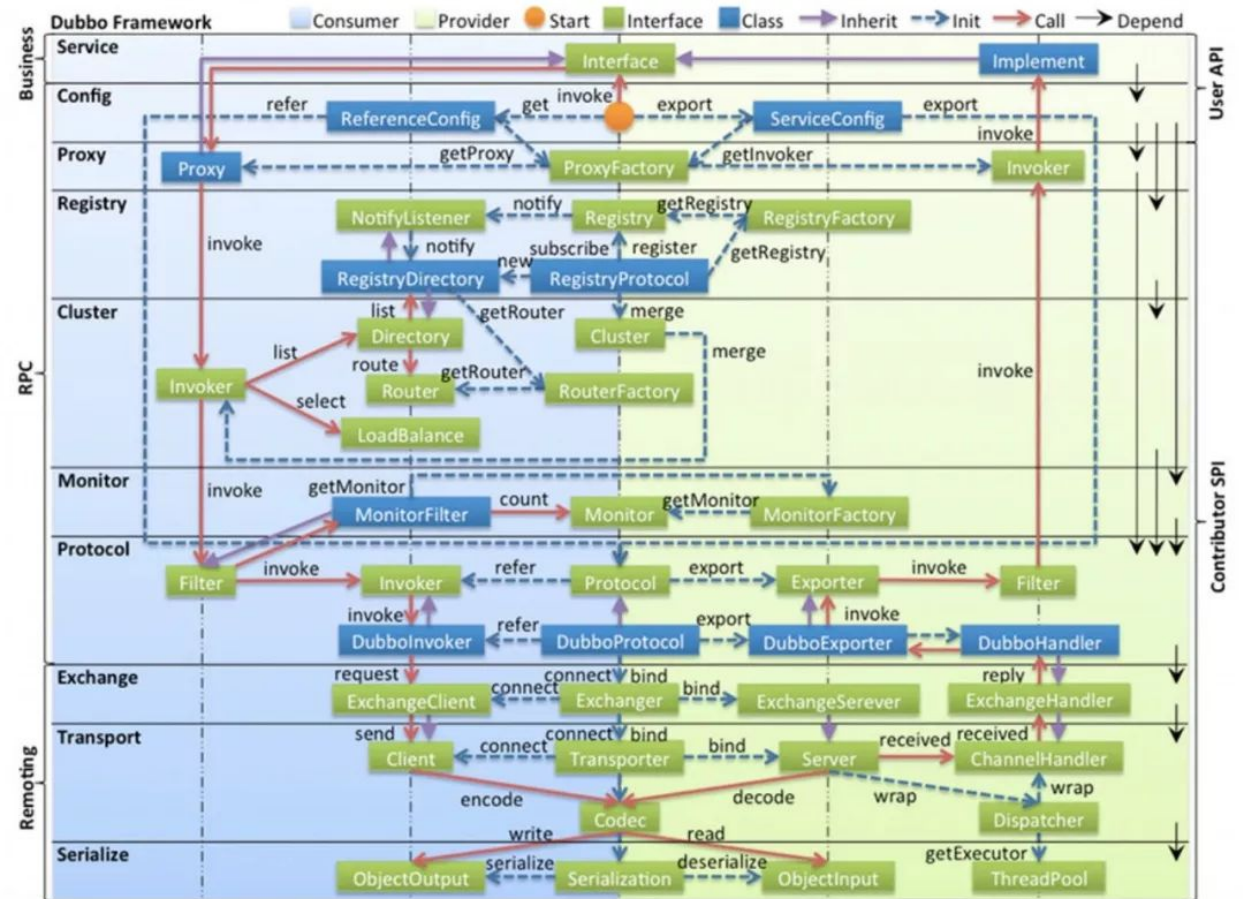 Dubbo Framework
Consumer Provider Start Interface Class Inherit Init Call Depend
Business
Service
Interface
Implement
User API
Config
refer
ReferenceConfig
get
invoke
export
ServiceConfig
export
invoke
Proxy
Proxy
getProxy
ProxyFactory
getInvoker
Invoker
RPC
Registry
NotifyListener
notify
Registry
getRegistry
RegistryFactory
invoke
notify
subscribe
register
getRegistry
RegistryDirectory
new
RegistryProtocol
Cluster
list
getRouter
merge
Directory
Cluster
list
merge
route
getRouter
Invoker
Router
RouterFactory
invoke
select
LoadBalance
Contributor SPI
Monitor
invoke
getMonitor
MonitorFilter
count
Monitor
getMonitor
MonitorFactory
Protocol
Filter
invoke
Invoker
refer
Protocol
export
Exporter
invoke
Filter
invoke
refer
export
invoke
DubboInvoker
DubboProtocol
DubboExporter
DubboHandler
Remoting
Exchange
request
connect
bind
reply
ExchangeClient
connect
Exchanger
bind
ExchangeSerever
ExchangeHandler
Transport
send
connect
bind
received
received
Client
connect
Transporter
bind
Server
ChannelHandler
encode
decode
wrap
wrap
Codec
Dispatcher
write
read
Serialize
serialize
deserialize
getExecutor
ObjectOutput
Serialization
ObjectInput
ThreadPool